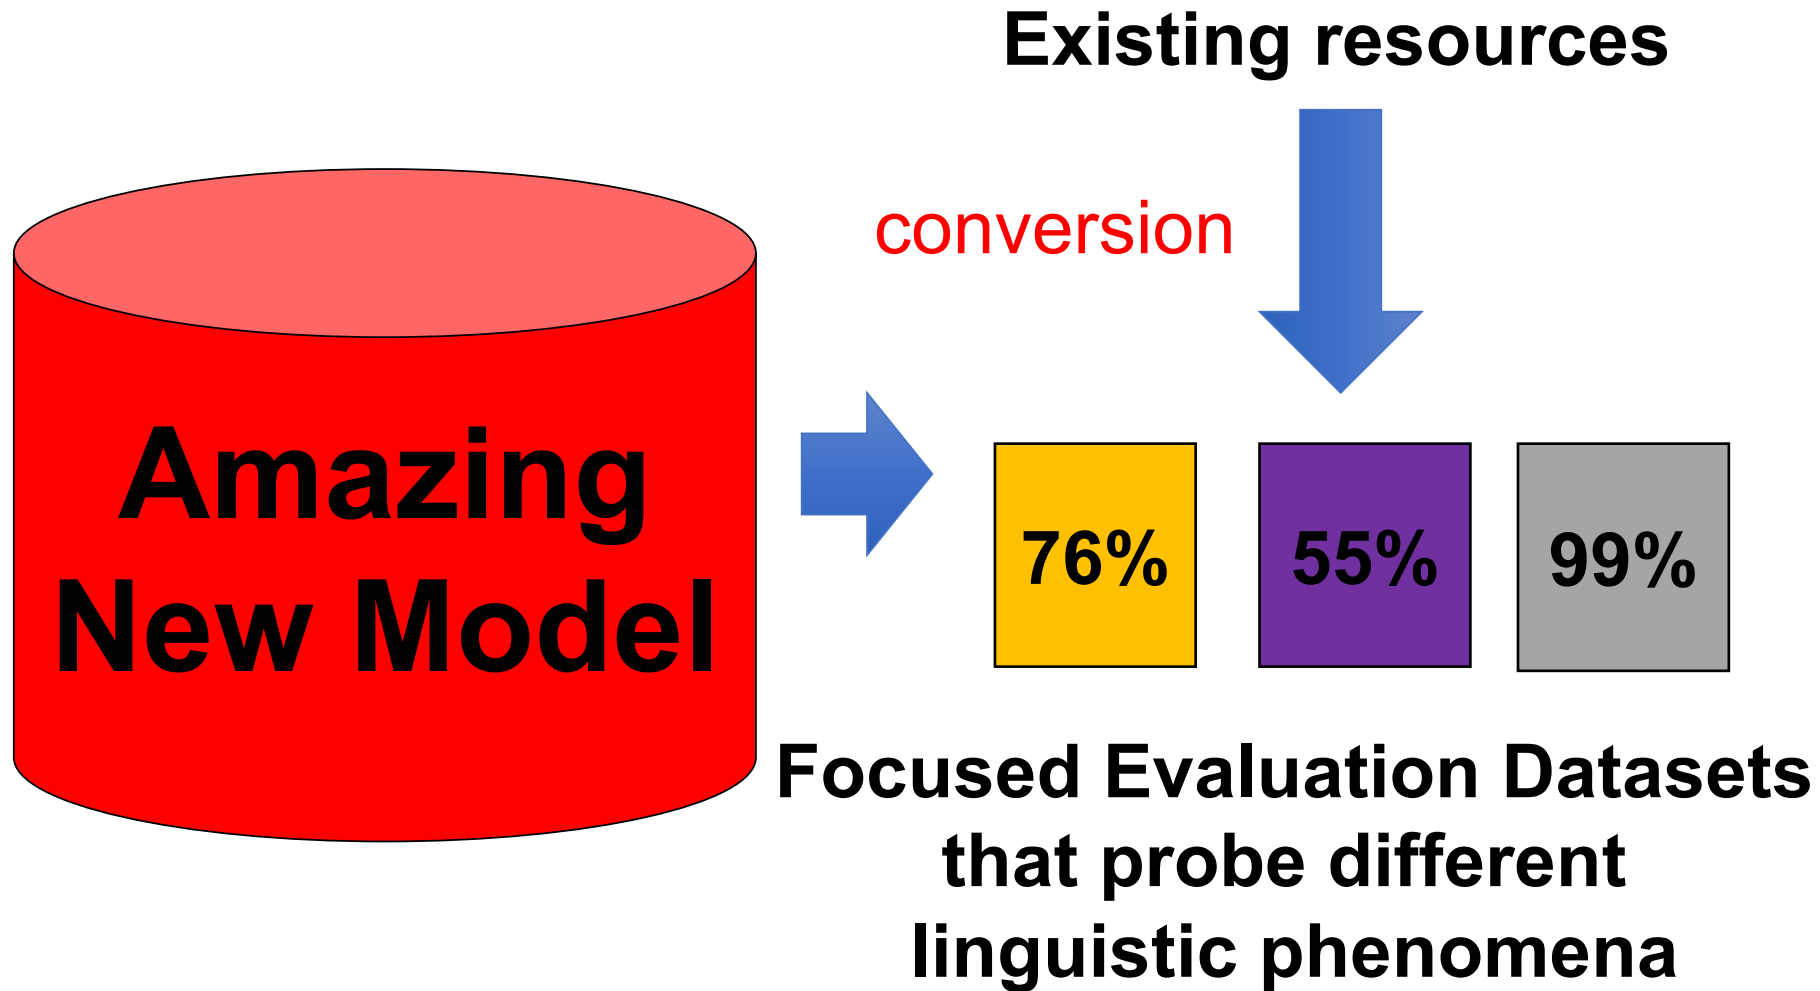 Existing resources
conversion
Amazing
New Model
76%
55%
99%
Focused Evaluation Datasets
that probe different
linguistic phenomena